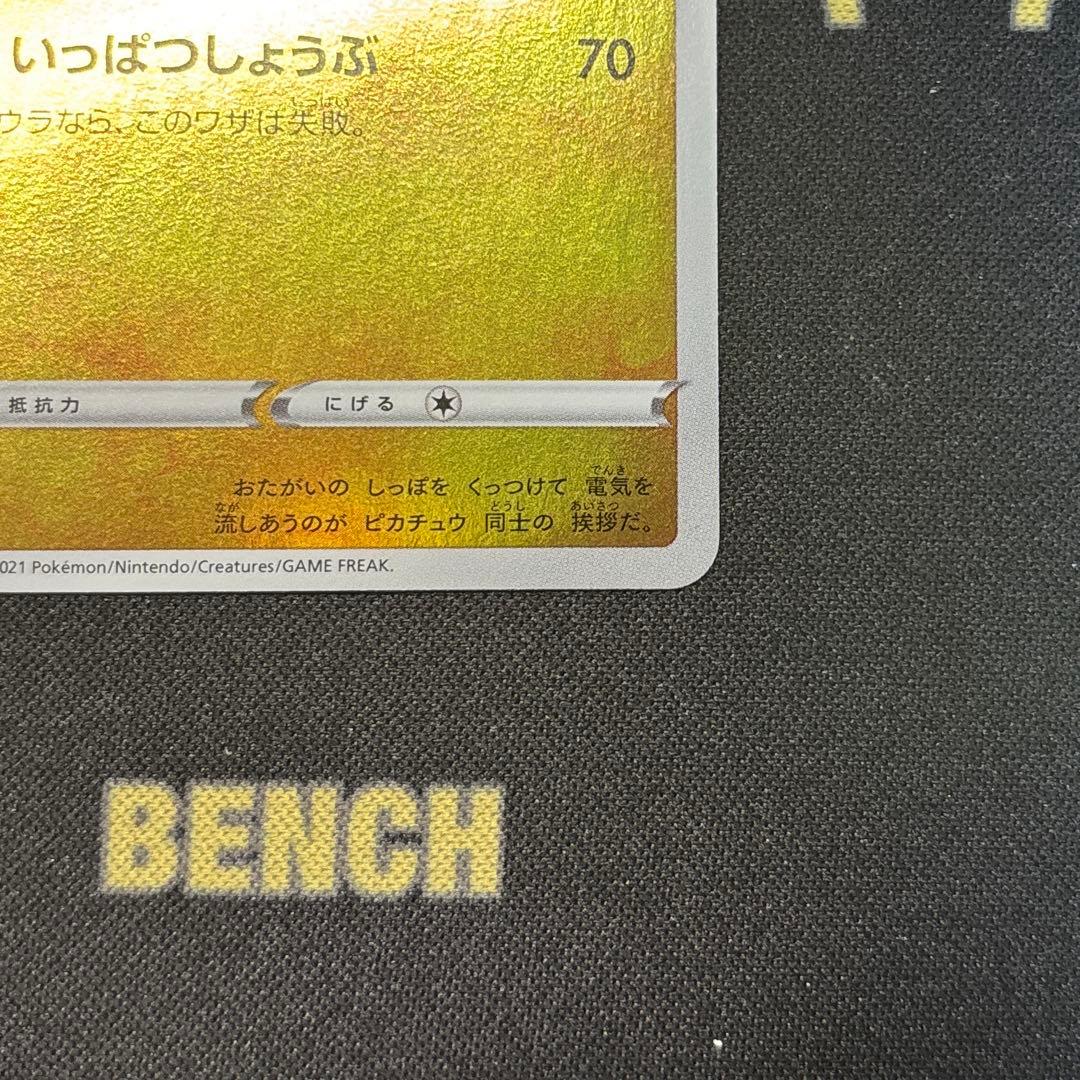 いっぱつしょうぶ 70
ウラなら、このワザは失敗。
抵抗力 にげる
おたがいの しっぽを くっつけて 電気を
流しあうのが ピカチュウ 同士の 挨拶だ。
021 Pokémon/Nintendo/Creatures/GAME FREAK.
BENCH